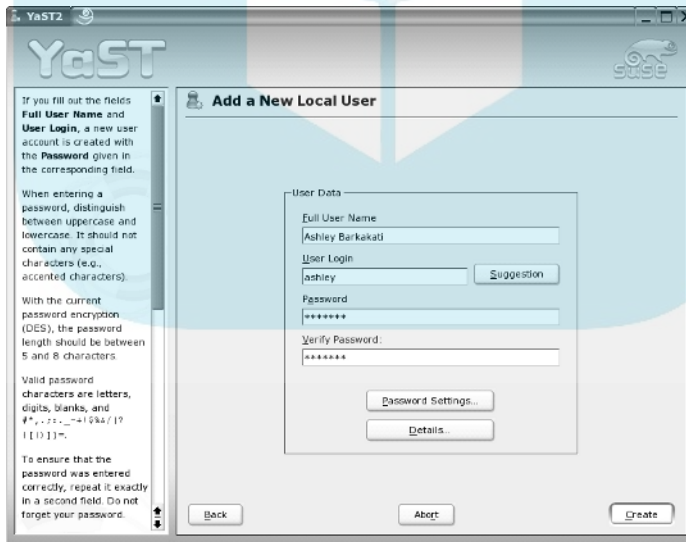 YaST2
YaST
SUSE
If you fill out the fields
Full User Name and
User Login, a new user
account is created with
the Password given in
the corresponding field.
When entering a
password, distinguish
between uppercase and
lowercase. It should not
contain any special
characters (e.g.,
accented characters).
With the current
password encryption
(DES), the password
length should be between
5 and 8 characters.
Valid password
characters are letters,
digits, blanks, and
To ensure that the
password was entered
correctly, repeat it exactly
in a second field. Do not
forget your password.
Add a New Local User
User Data
Full User Name
Ashley Barkakati
User Login
ashley
Suggestion
Password
*******
Verify Password:
*******
Password Settings...
Details...
Back
Abort
Create